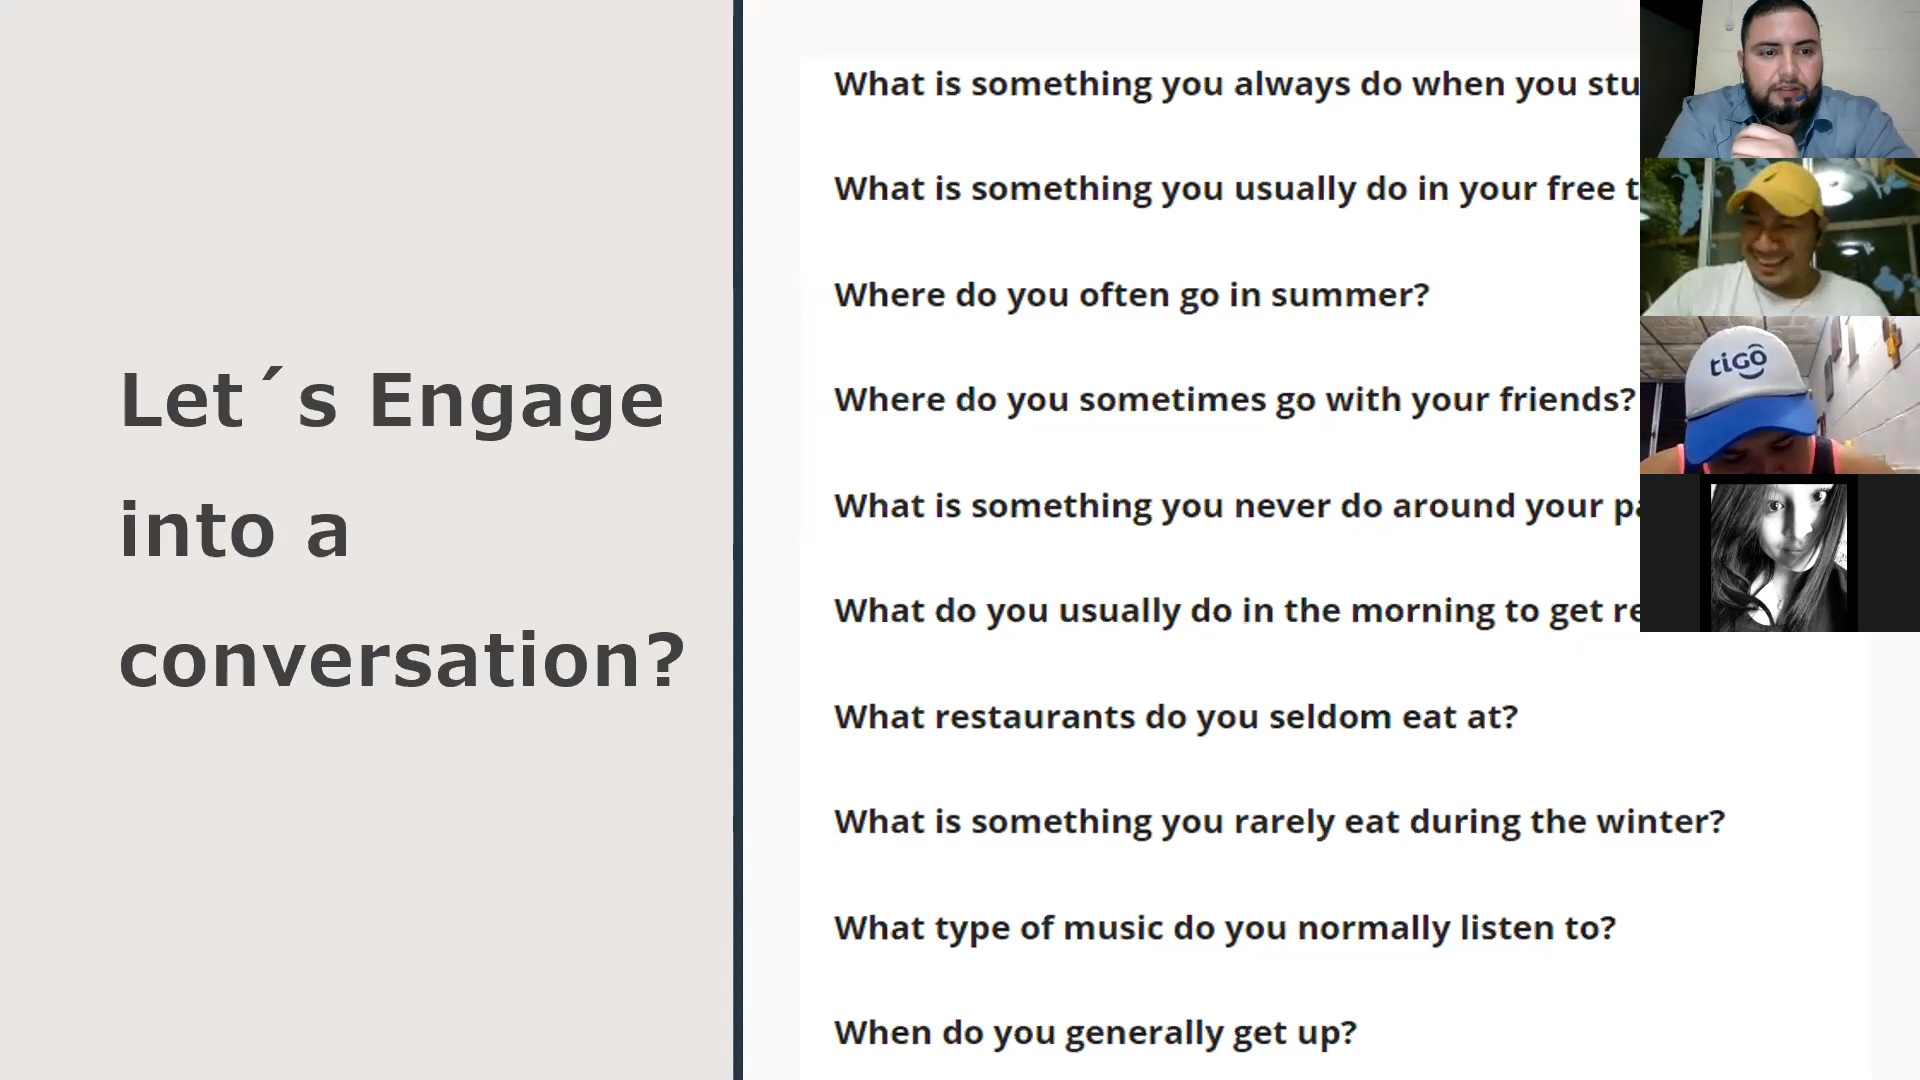 Let´s Engage
into a
conversation?
What is something you always do when you stu
What is something you usually do in your free t
Where do you often go in summer?
Where do you sometimes go with your friends?
What is something you never do around your pa
What do you usually do in the morning to get re
What restaurants do you seldom eat at?
What is something you rarely eat during the winter?
What type of music do you normally listen to?
When do you generally get up?
tiGO